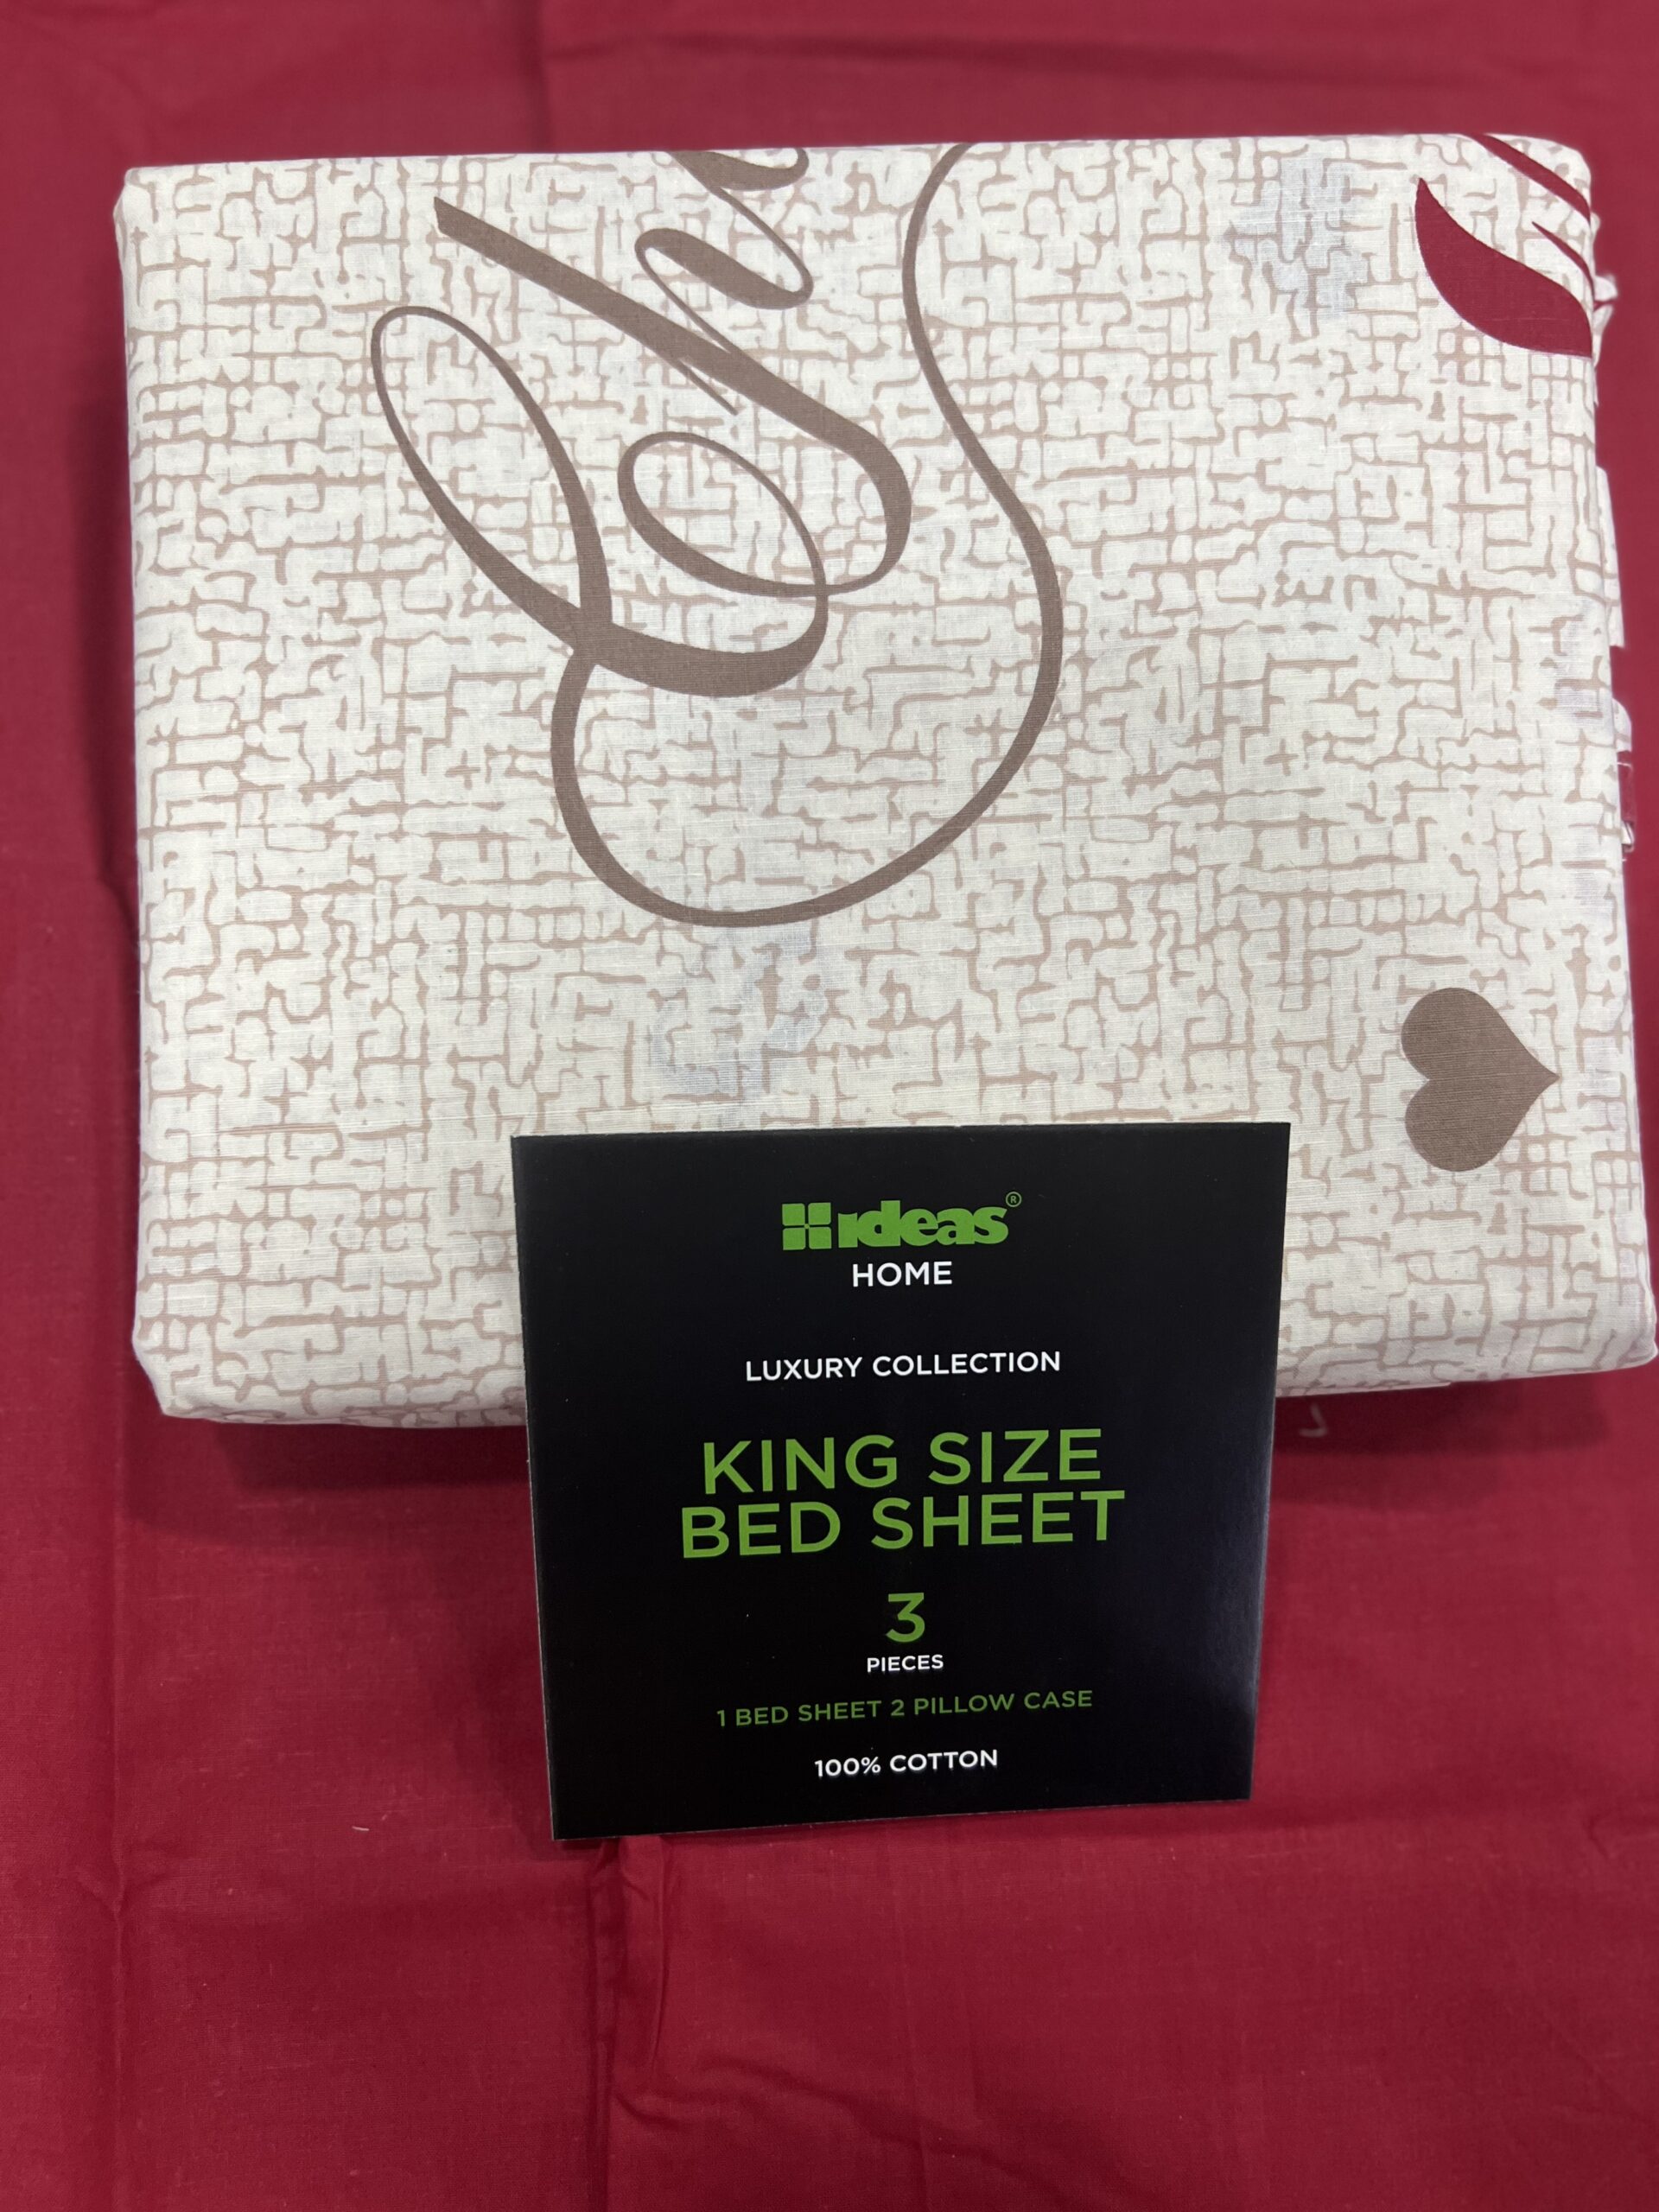 ideas®
HOME
LUXURY COLLECTION
KING SIZE
BED SHEET
3
PIECES
1 BED SHEET 2 PILLOW CASE
100% COTTON